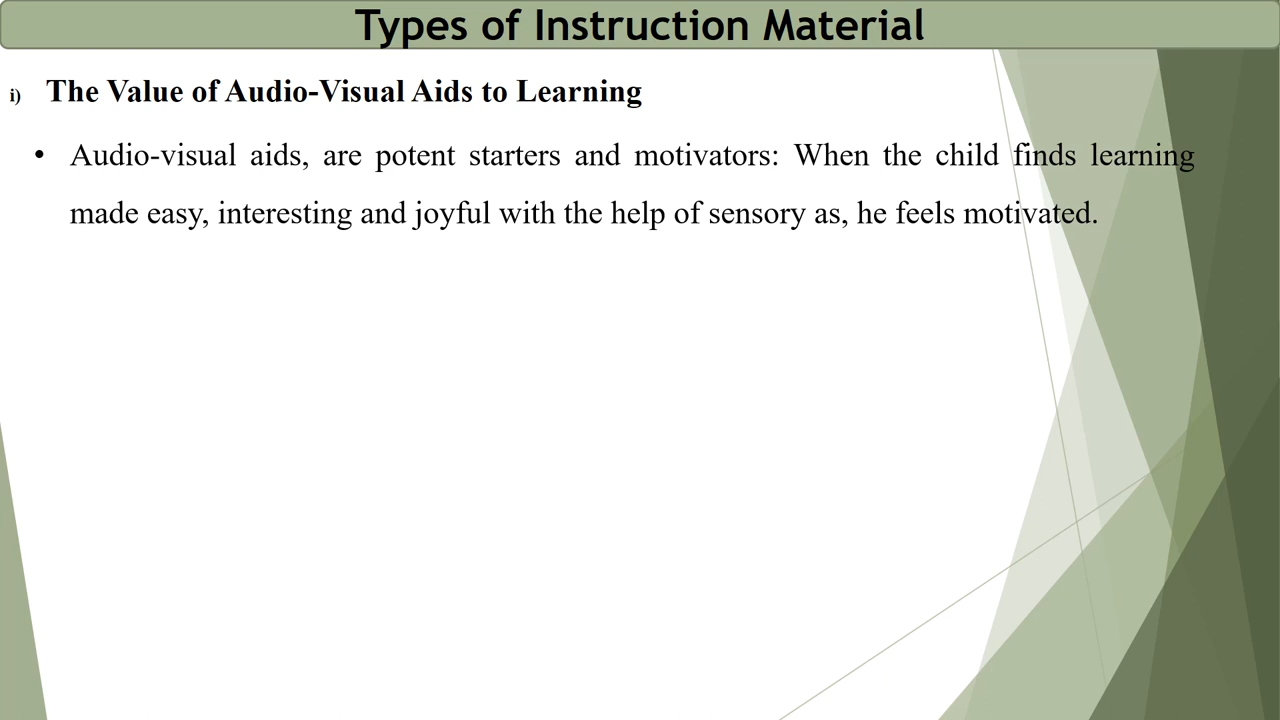 Types of Instruction Material
i) The Value of Audio-Visual Aids to Learning
• Audio-visual aids, are potent starters and motivators: When the child finds learning
made easy, interesting and joyful with the help of sensory as, he feels motivated.